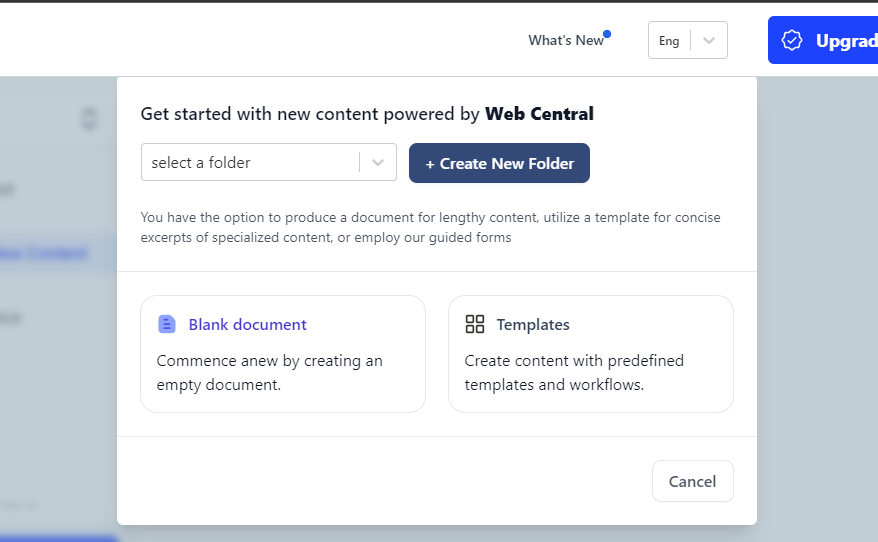 What's New
Eng
Get started with new content powered by Web Central
select a folder
+ Create New Folder
You have the option to produce a document for lengthy content, utilize a template for concise
excerpts of specialized content, or employ our guided forms
Blank document
Commence anew by creating an
empty document.
Templates
Create content with predefined
templates and workflows.
Cancel